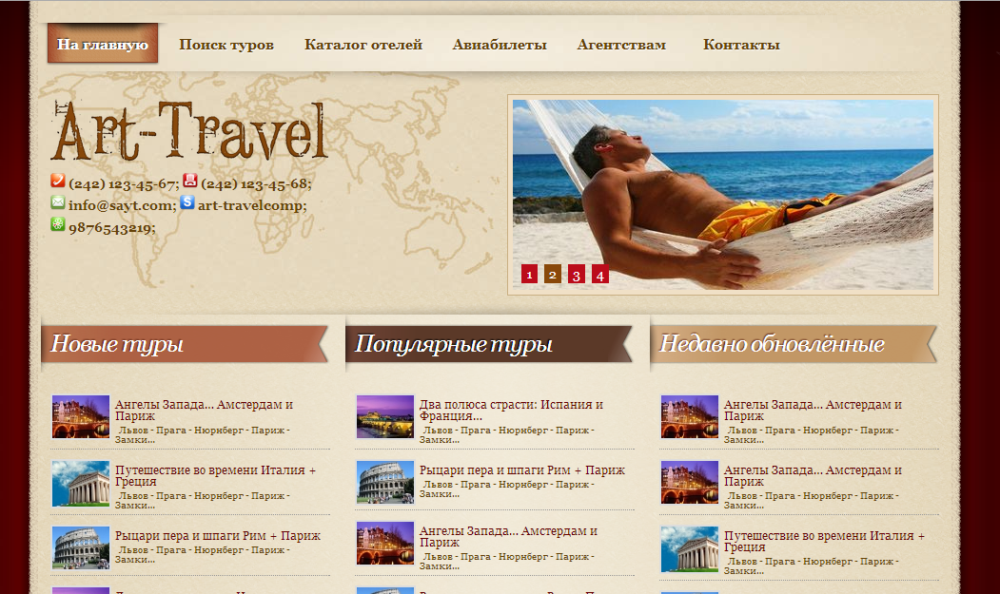 На главную Поиск туров Каталог отелей Авиабилеты Агентствам Контакты
Art-Travel
(242) 123-45-67; (242) 123-45-68;
info@sayt.com; art-travelcomp;
9876543219;
1 2 3 4
Новые туры
Ангелы Запада... Амстердам и
Париж
Львов - Прага - Нюрнберг - Париж -
Замки...
Путешествие во времени Италия +
Греция
Львов - Прага - Нюрнберг - Париж -
Замки...
Рыцари пера и шпаги Рим + Париж
Львов - Прага - Нюрнберг - Париж -
Замки...
Популярные туры
Два полюса страсти: Испания и
Франция...
Львов - Прага - Нюрнберг - Париж -
Замки...
Рыцари пера и шпаги Рим + Париж
Львов - Прага - Нюрнберг - Париж -
Замки...
Ангелы Запада... Амстердам и
Париж
Львов - Прага - Нюрнберг - Париж -
Замки...
Недавно обновлённые
Ангелы Запада... Амстердам и
Париж
Львов - Прага - Нюрнберг - Париж -
Замки...
Ангелы Запада... Амстердам и
Париж
Львов - Прага - Нюрнберг - Париж -
Замки...
Путешествие во времени Италия +
Греция
Львов - Прага - Нюрнберг - Париж -
Замки...